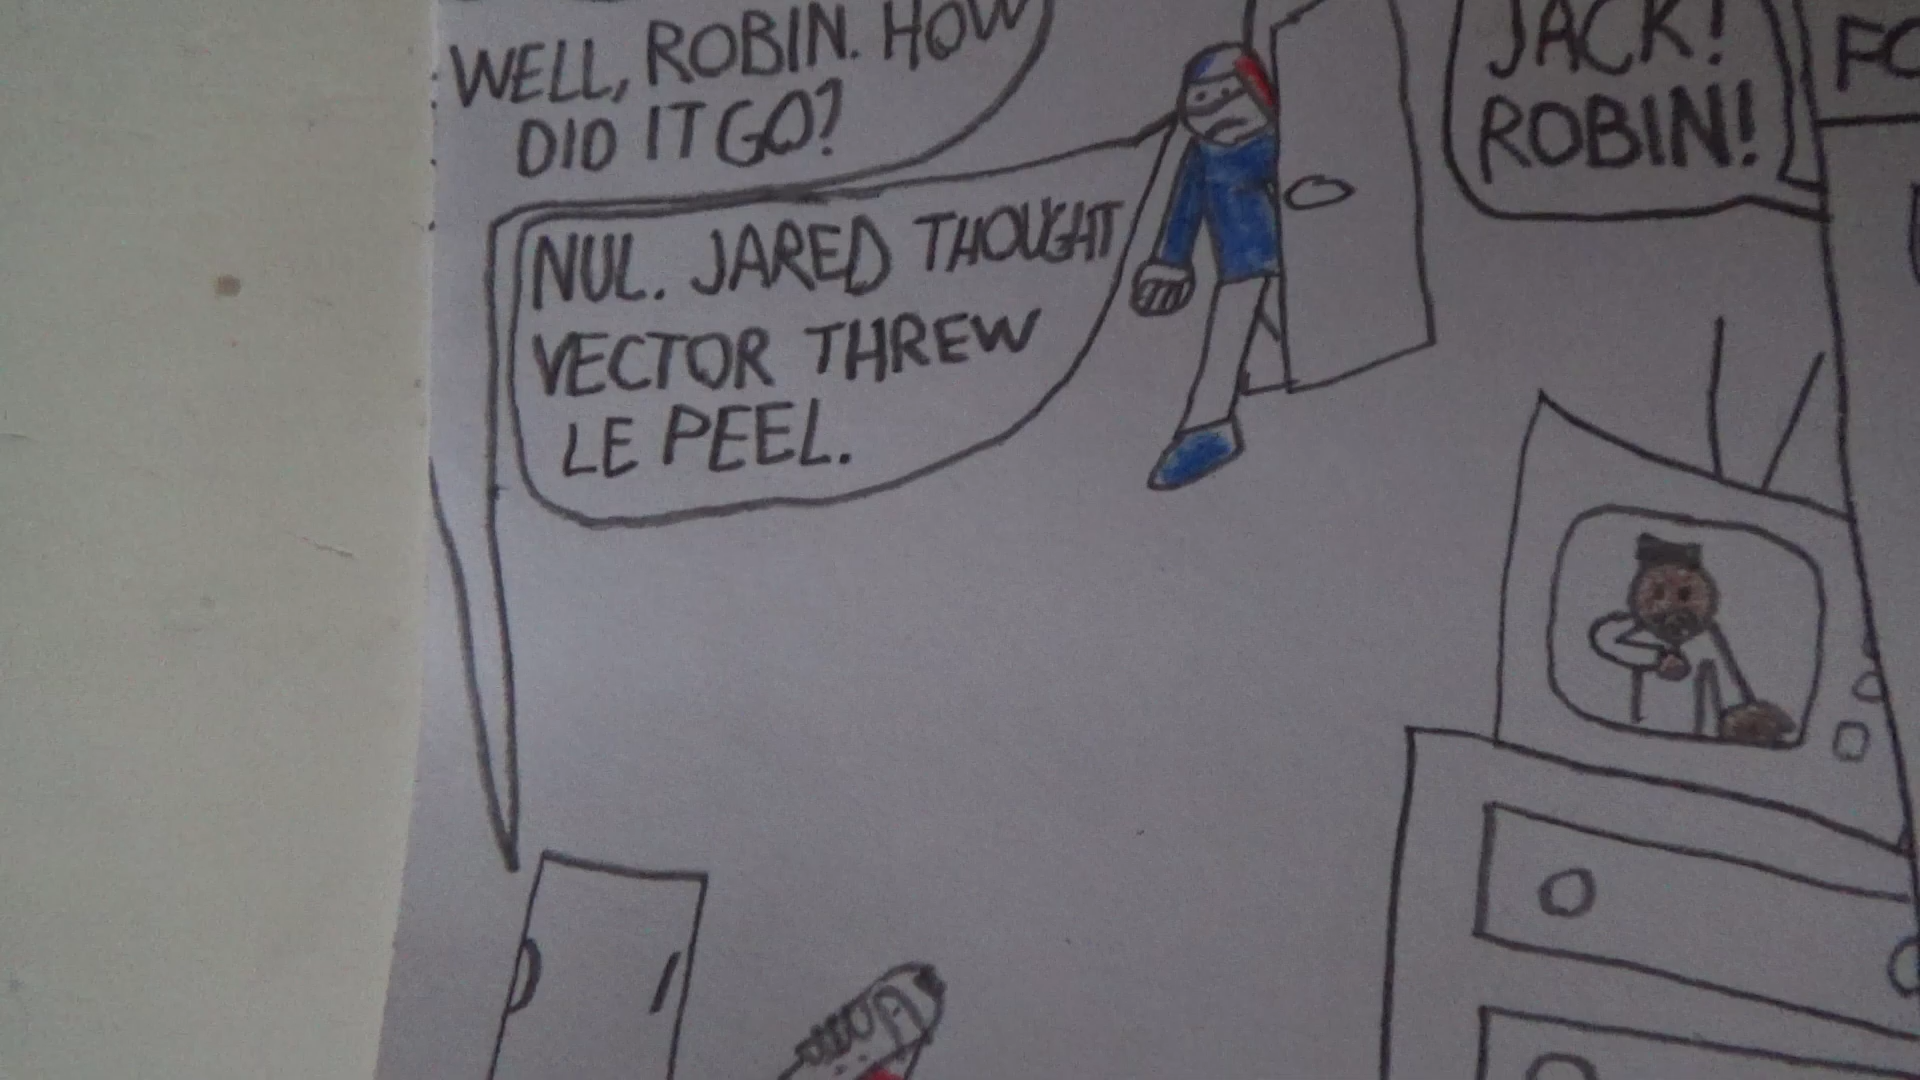 WELL, ROBIN. HOW
DID IT GO?
NUL. JARED THOUGHT
VECTOR THREW
LE PEEL.
JACK!
ROBIN!